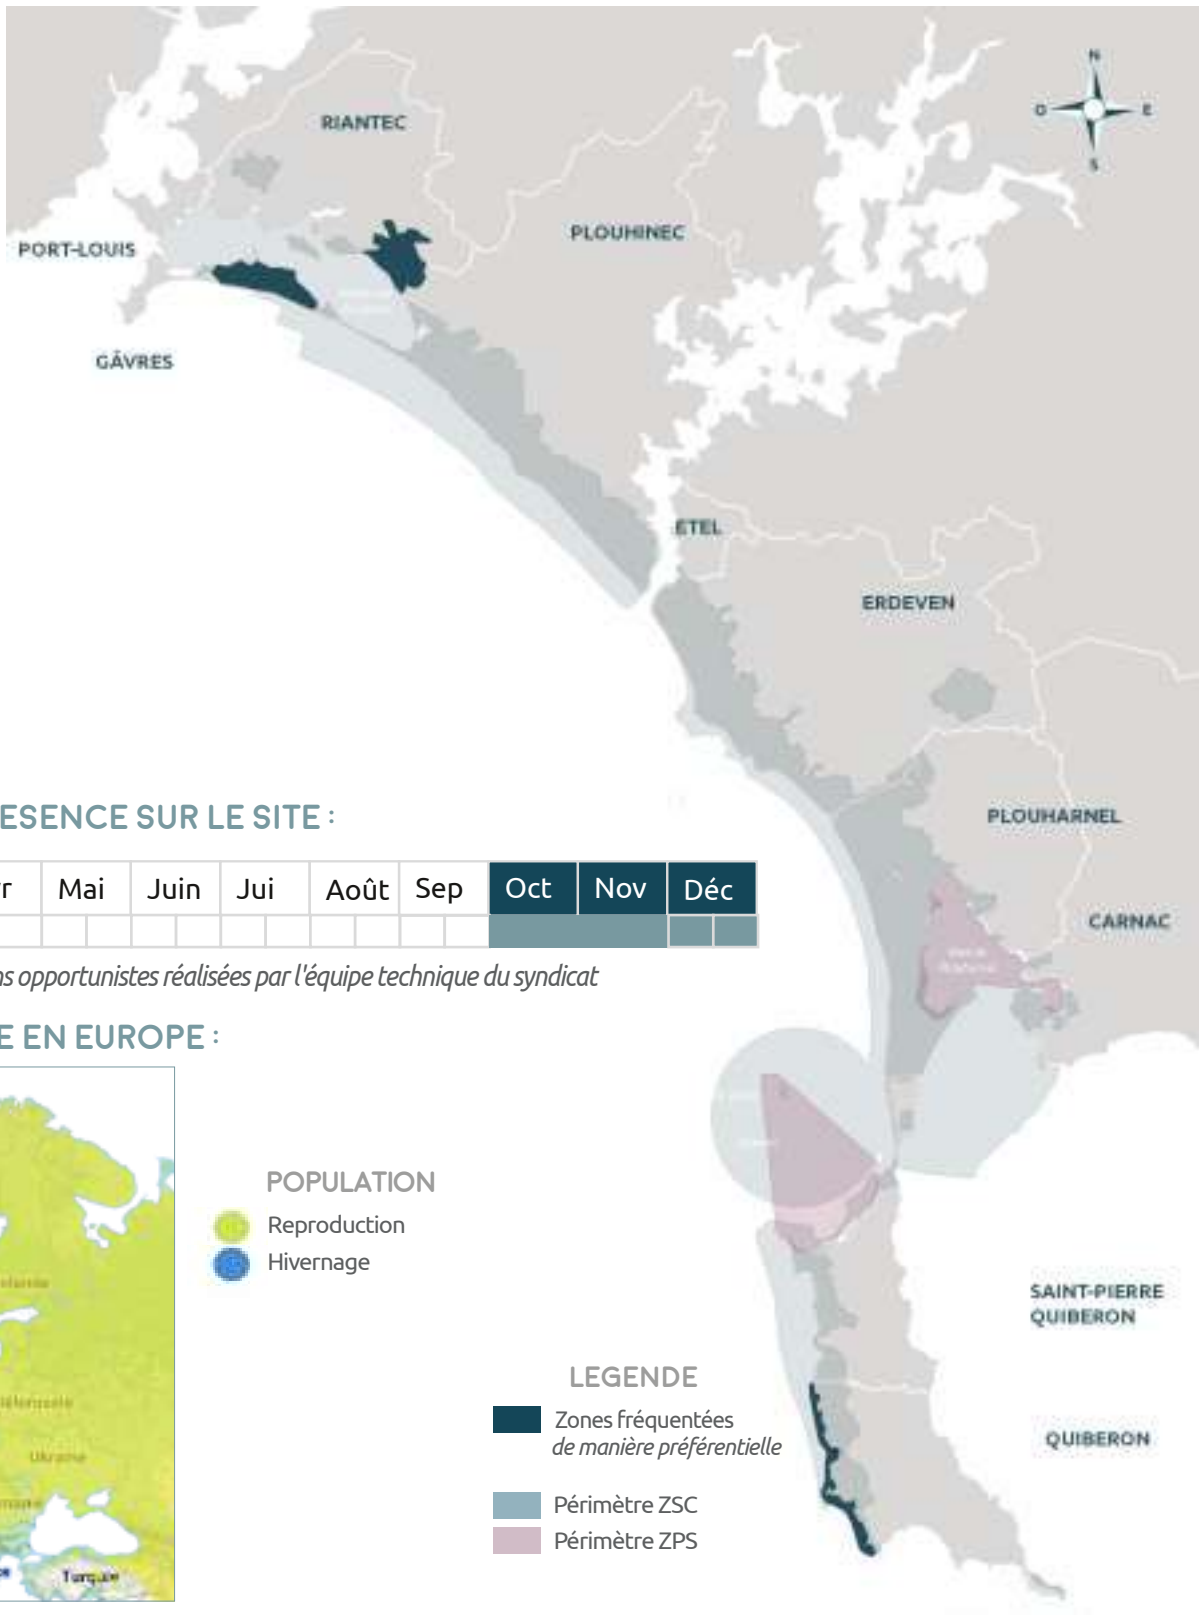 N
O
E
S
RIANTEC
PLOUHINEC
PORT-LOUIS
GÂVRES
ETEL
ERDEVEN
PLOUHARNEL
CARNAC
SAINT-PIERRE
QUIBERON
QUIBERON
ESENCE SUR LE SITE :
r Mai Juin Jui Août Sep Oct Nov Déc
ns opportunistes réalisées par l'équipe technique du syndicat
E EN EUROPE :
Ukraine
Turquie
POPULATION
Reproduction
Hivernage
LEGENDE
Zones fréquentées
de manière préférentielle
Périmètre ZSC
Périmètre ZPS